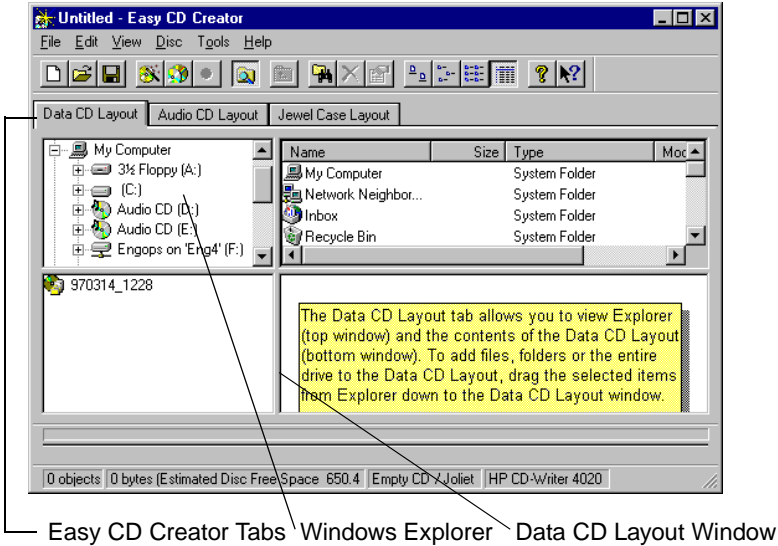 Untitled - Easy CD Creator
File Edit View Disc Tools Help
Data CD Layout Audio CD Layout Jewel Case Layout
My Computer
3½ Floppy (A:)
(C:)
Audio CD (D:)
Audio CD (E:)
Engops on 'Eng4' (F:)
Name Size Type Moc
My Computer System Folder
Network Neighbor... System Folder
Inbox System Folder
Recycle Bin System Folder
970314_1228
The Data CD Layout tab allows you to view Explorer
(top window) and the contents of the Data CD Layout
(bottom window). To add files, folders or the entire
drive to the Data CD Layout, drag the selected items
from Explorer down to the Data CD Layout window.
0 objects 0 bytes (Estimated Disc Free Space 650.4 Empty CD / Joliet HP CD-Writer 4020
Easy CD Creator Tabs Windows Explorer Data CD Layout Window